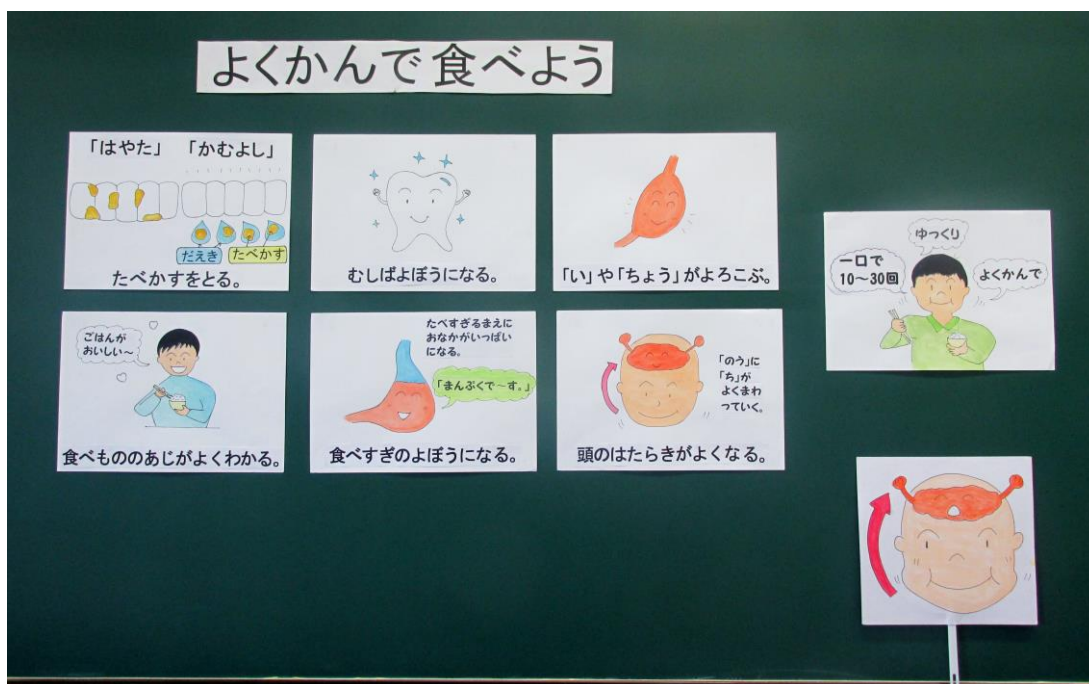 よくかんで食べよう
「はやた」 「かむよし」
だえき たべかす
たべかすをとる。
むしばよぼうになる。
「い」や「ちょう」がよろこぶ。
ごはんが
おいしい〜
食べもののあじがよくわかる。
たべすぎるまえに
おなかがいっぱい
になる。
「まんぷくで〜す。」
食べすぎのよぼうになる。
「のう」に
「ち」が
よくまわ
っていく。
頭のはたらきがよくなる。
ゆっくり
一口で
10〜30回
よくかんで